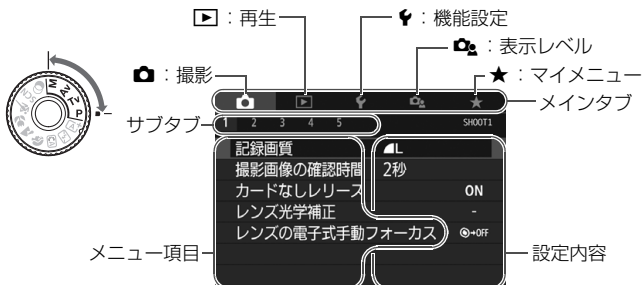 ：再生
：機能設定
：表示レベル
：撮影
★：マイメニュー
メインタブ
サブタブ
M
Av
Tv
P
1 2 3 4 5 SHOOT1
記録画質 L
撮影画像の確認時間 2秒
カードなしレリーズ ON
レンズ光学補正 -
レンズの電子式手動フォーカス →OFF
メニュー項目
設定内容